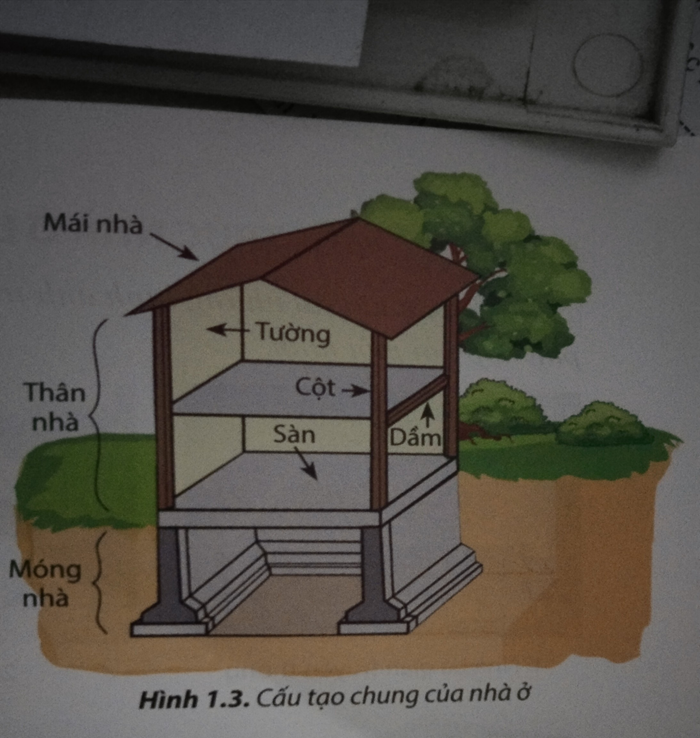 Mái nhà
Tường
Thân
nhà
Cột
Sàn
Dầm
Móng
nhà
Hình 1.3. Cấu tạo chung của nhà ở